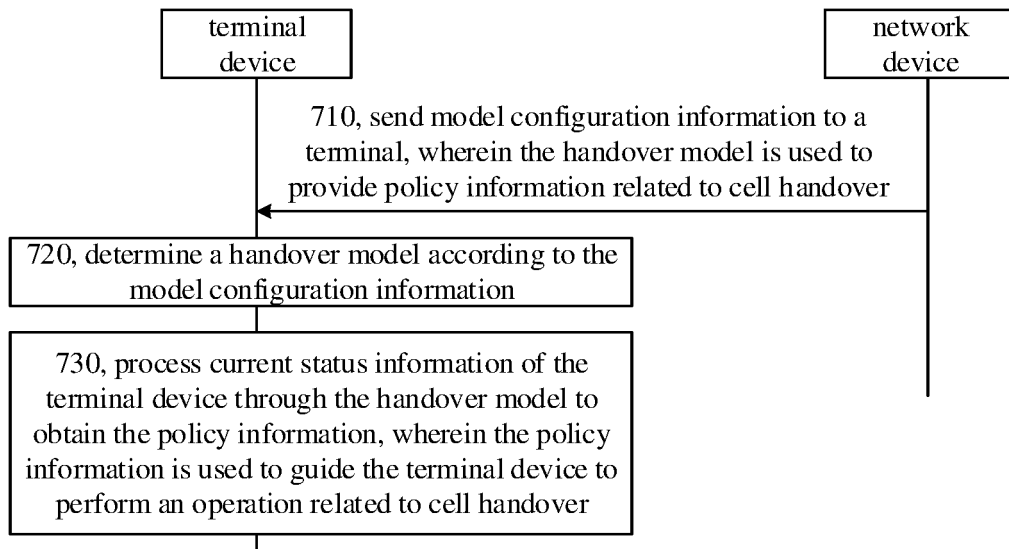 terminal
device
network
device
710, send model configuration information to a
terminal, wherein the handover model is used to
provide policy information related to cell handover
720, determine a handover model according to the
model configuration information
730, process current status information of the
terminal device through the handover model to
obtain the policy information, wherein the policy
information is used to guide the terminal device to
perform an operation related to cell handover